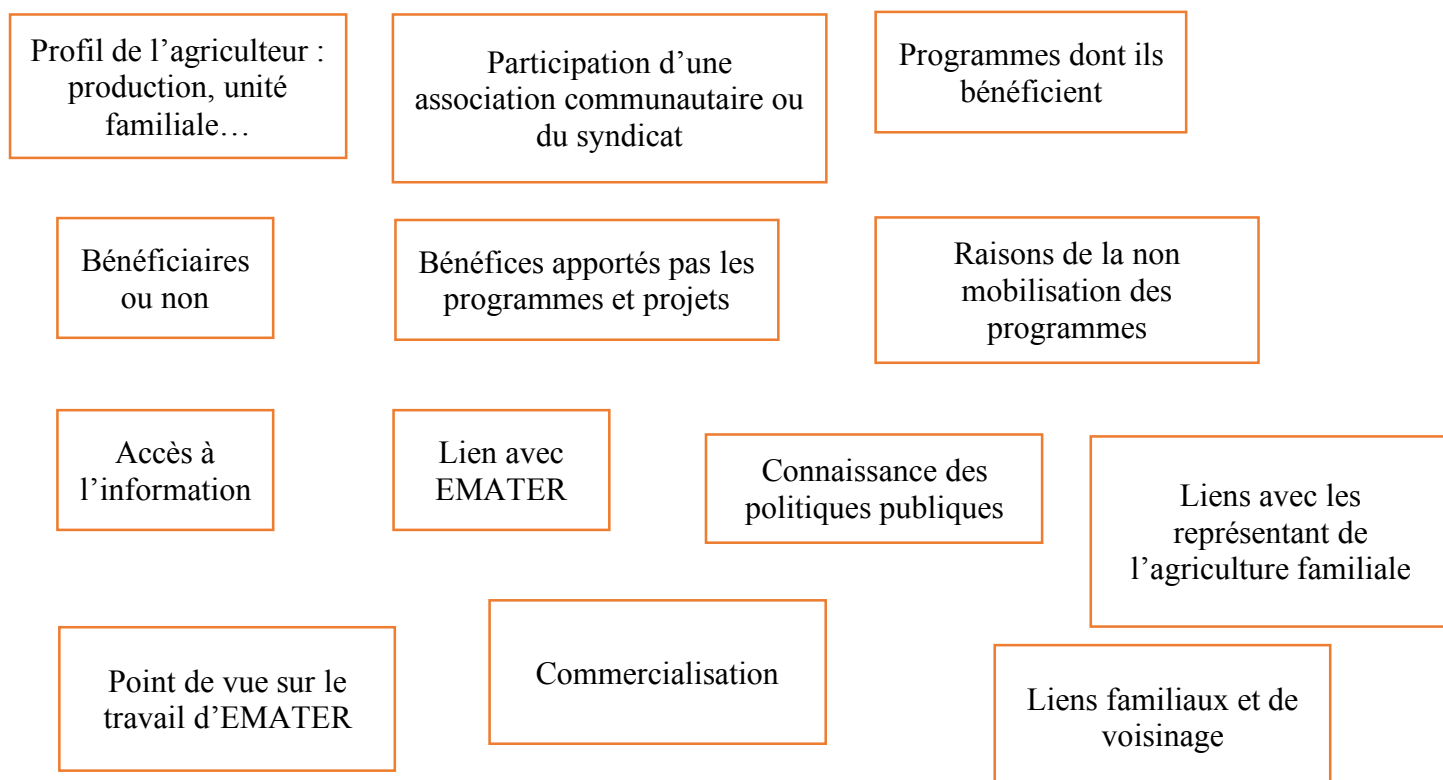 Profil de l’agriculteur :
production, unité
familiale…
Participation d’une
association communautaire ou
du syndicat
Programmes dont ils
bénéficient
Bénéficiaires
ou non
Bénéfices apportés pas les
programmes et projets
Raisons de la non
mobilisation des
programmes
Accès à
l’information
Lien avec
EMATER
Connaissance des
politiques publiques
Liens avec les
représentant de
l’agriculture familiale
Point de vue sur le
travail d’EMATER
Commercialisation
Liens familiaux et de
voisinage